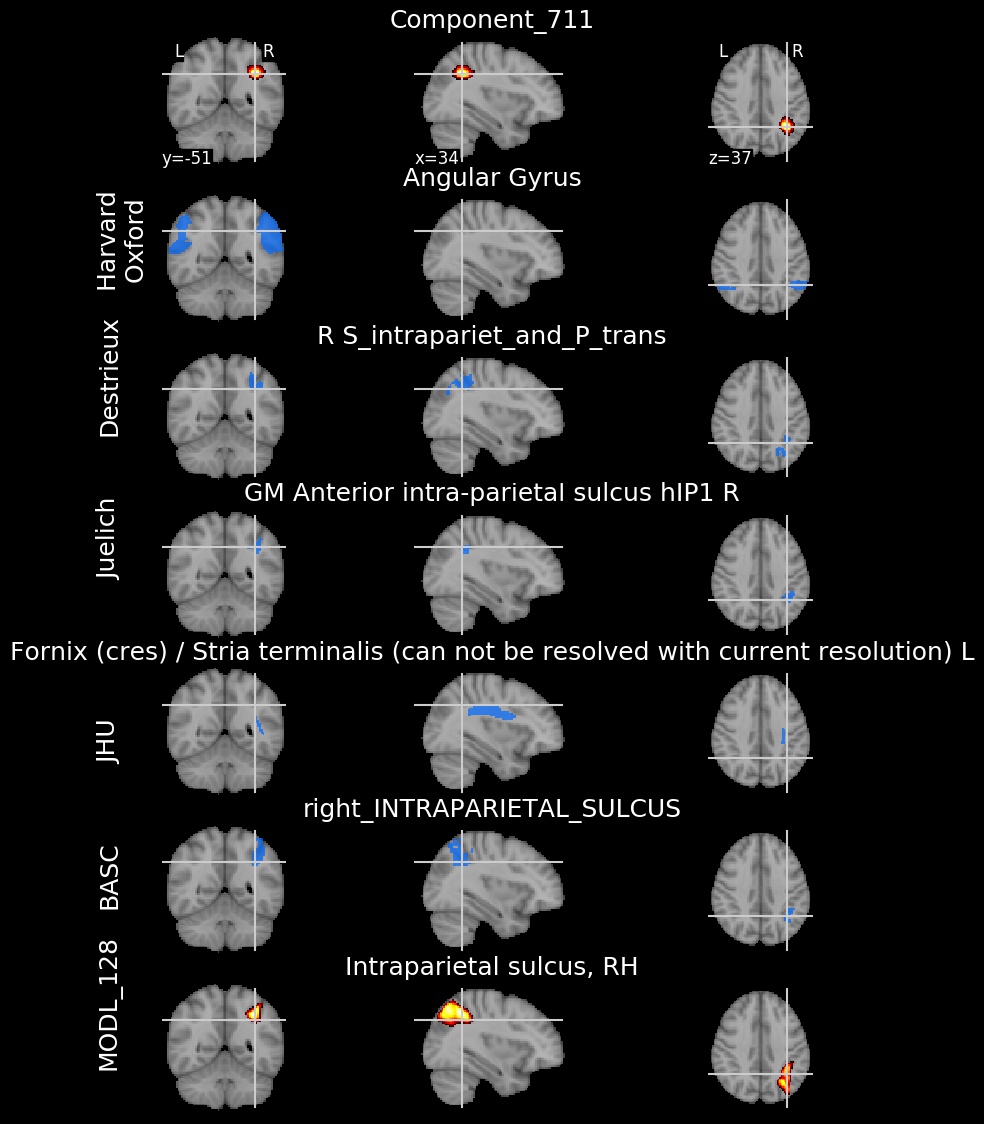 Component_711
L R
L R
y=-51
x=34
z=37
Angular Gyrus
Harvard
Oxford
R S_intrapariet_and_P_trans
Destrieux
GM Anterior intra-parietal sulcus hIP1 R
Juelich
Fornix (cres) / Stria terminalis (can not be resolved with current resolution) L
JHU
right_INTRAPARIETAL_SULCUS
BASC
Intraparietal sulcus, RH
MODL_128